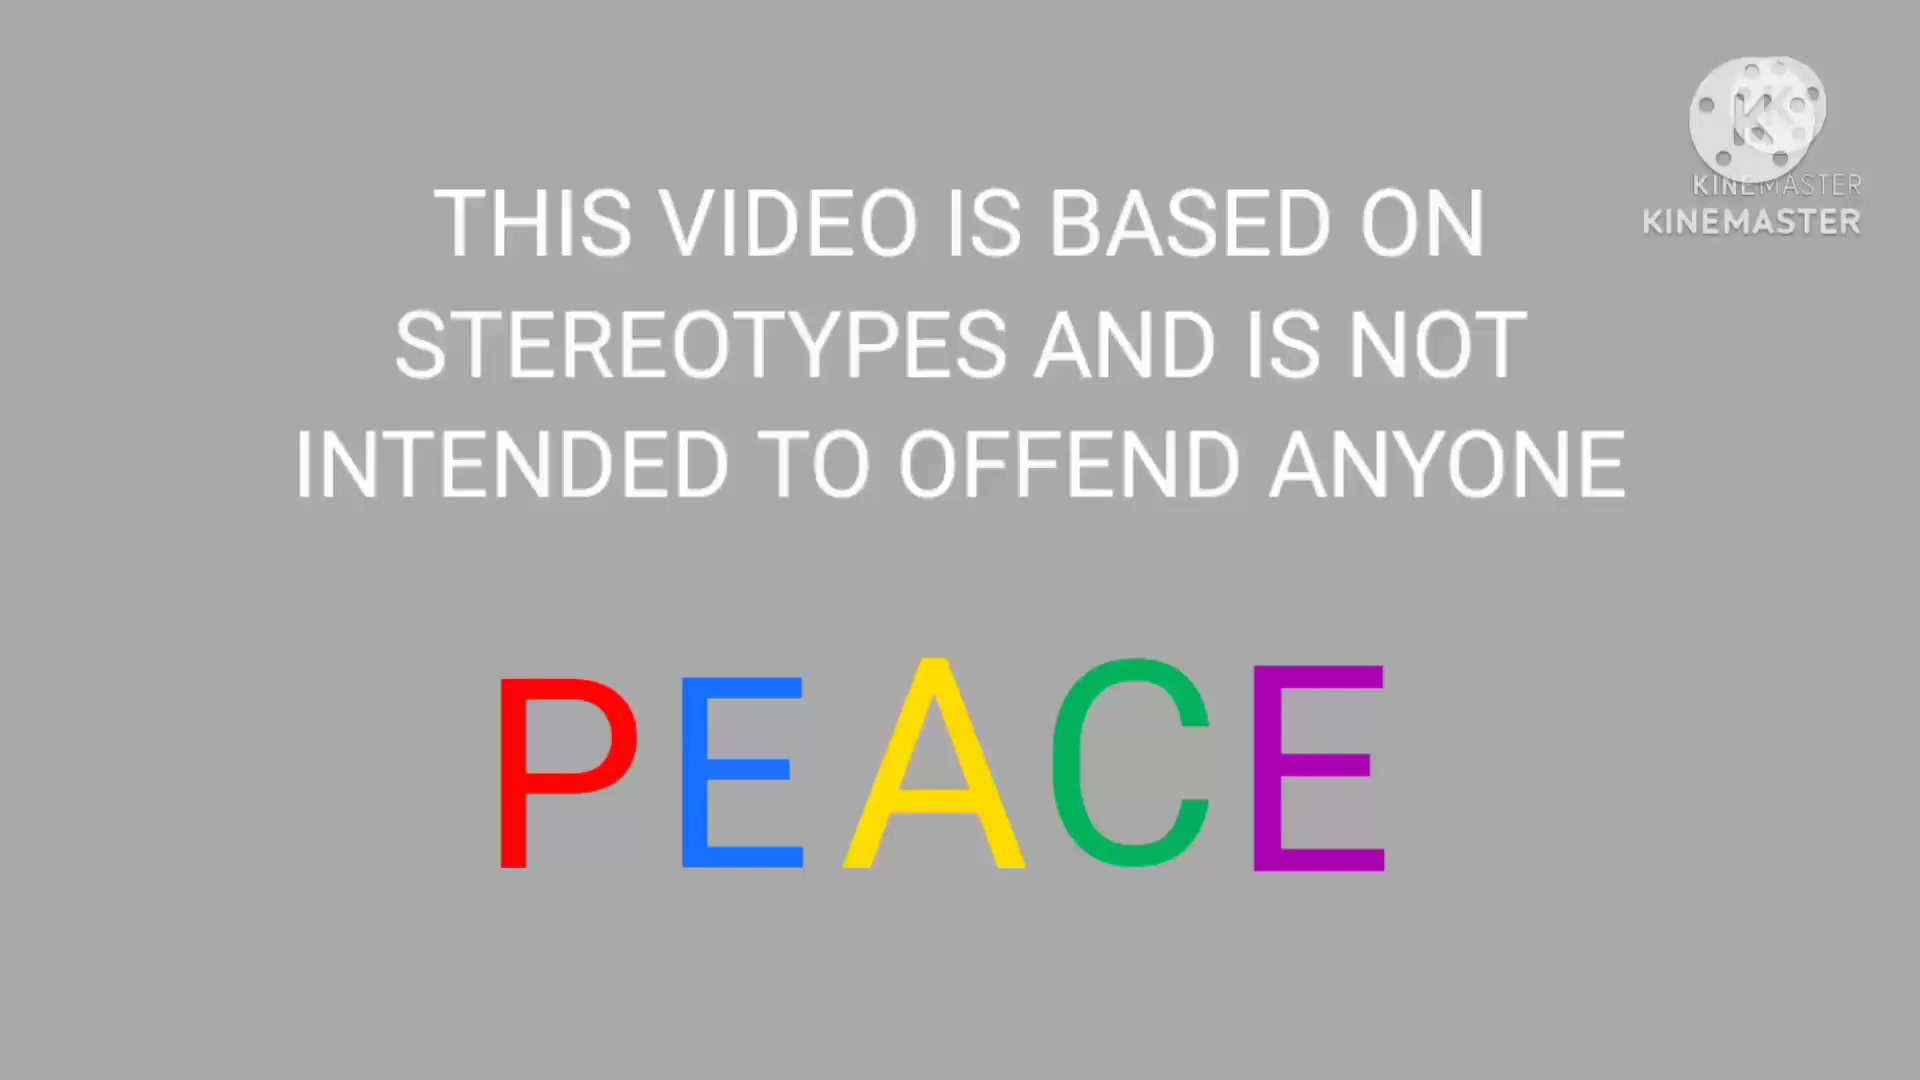 KINEMASTER
KINEMASTER
THIS VIDEO IS BASED ON
STEREOTYPES AND IS NOT
INTENDED TO OFFEND ANYONE
PEACE